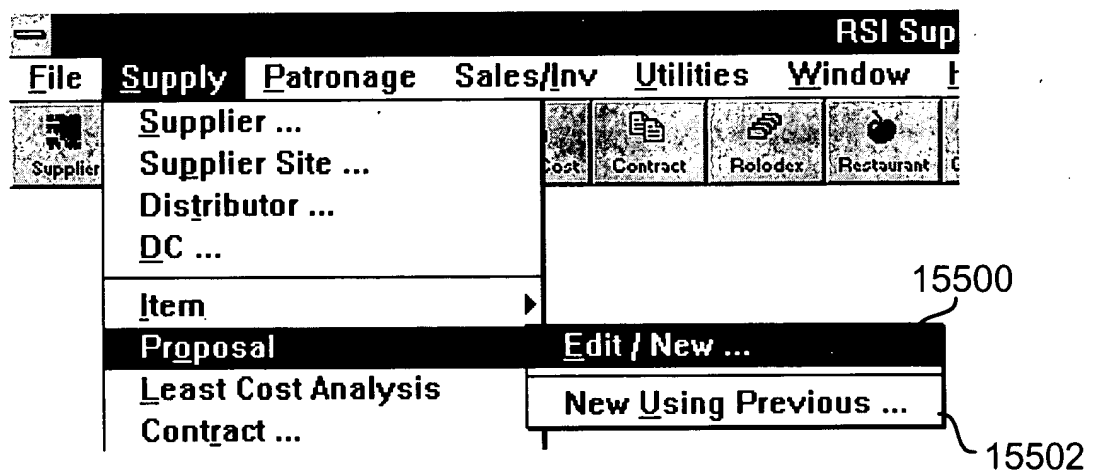 RSI Sup
File Supply Patronage Sales/Inv Utilities Window
Supplier Cost Contract Rolodex Restaurant
Supplier ...
Supplier Site ...
Distributor ...
DC ...
Item
Proposal
Least Cost Analysis
Contract ...
15500
Edit / New ...
New Using Previous ...
15502